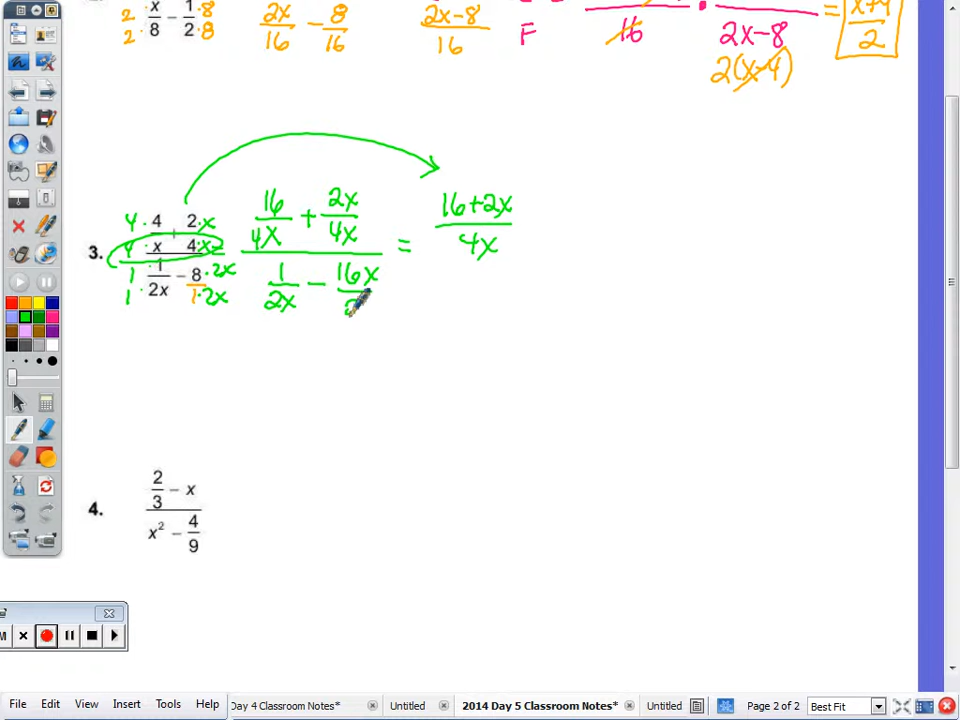 2 · x/8 − 1/2 · 8
2 · 8
2x/16 − 8/16
2x−8/16
F
16
2x−8
2(x−4)
= x+4/2
3. 4 · 4/x + 2 · x/4 · x
1 · 1/2x − 8 · 2x/1 · 2x
16/4x + 2x/4x
1/2x − 16x/2
=
16+2x/4x
4. 2/3 − x
x² − 4/9
File Edit View Insert Tools Help
Day 4 Classroom Notes*
Untitled
2014 Day 5 Classroom Notes*
Untitled
Page 2 of 2
Best Fit